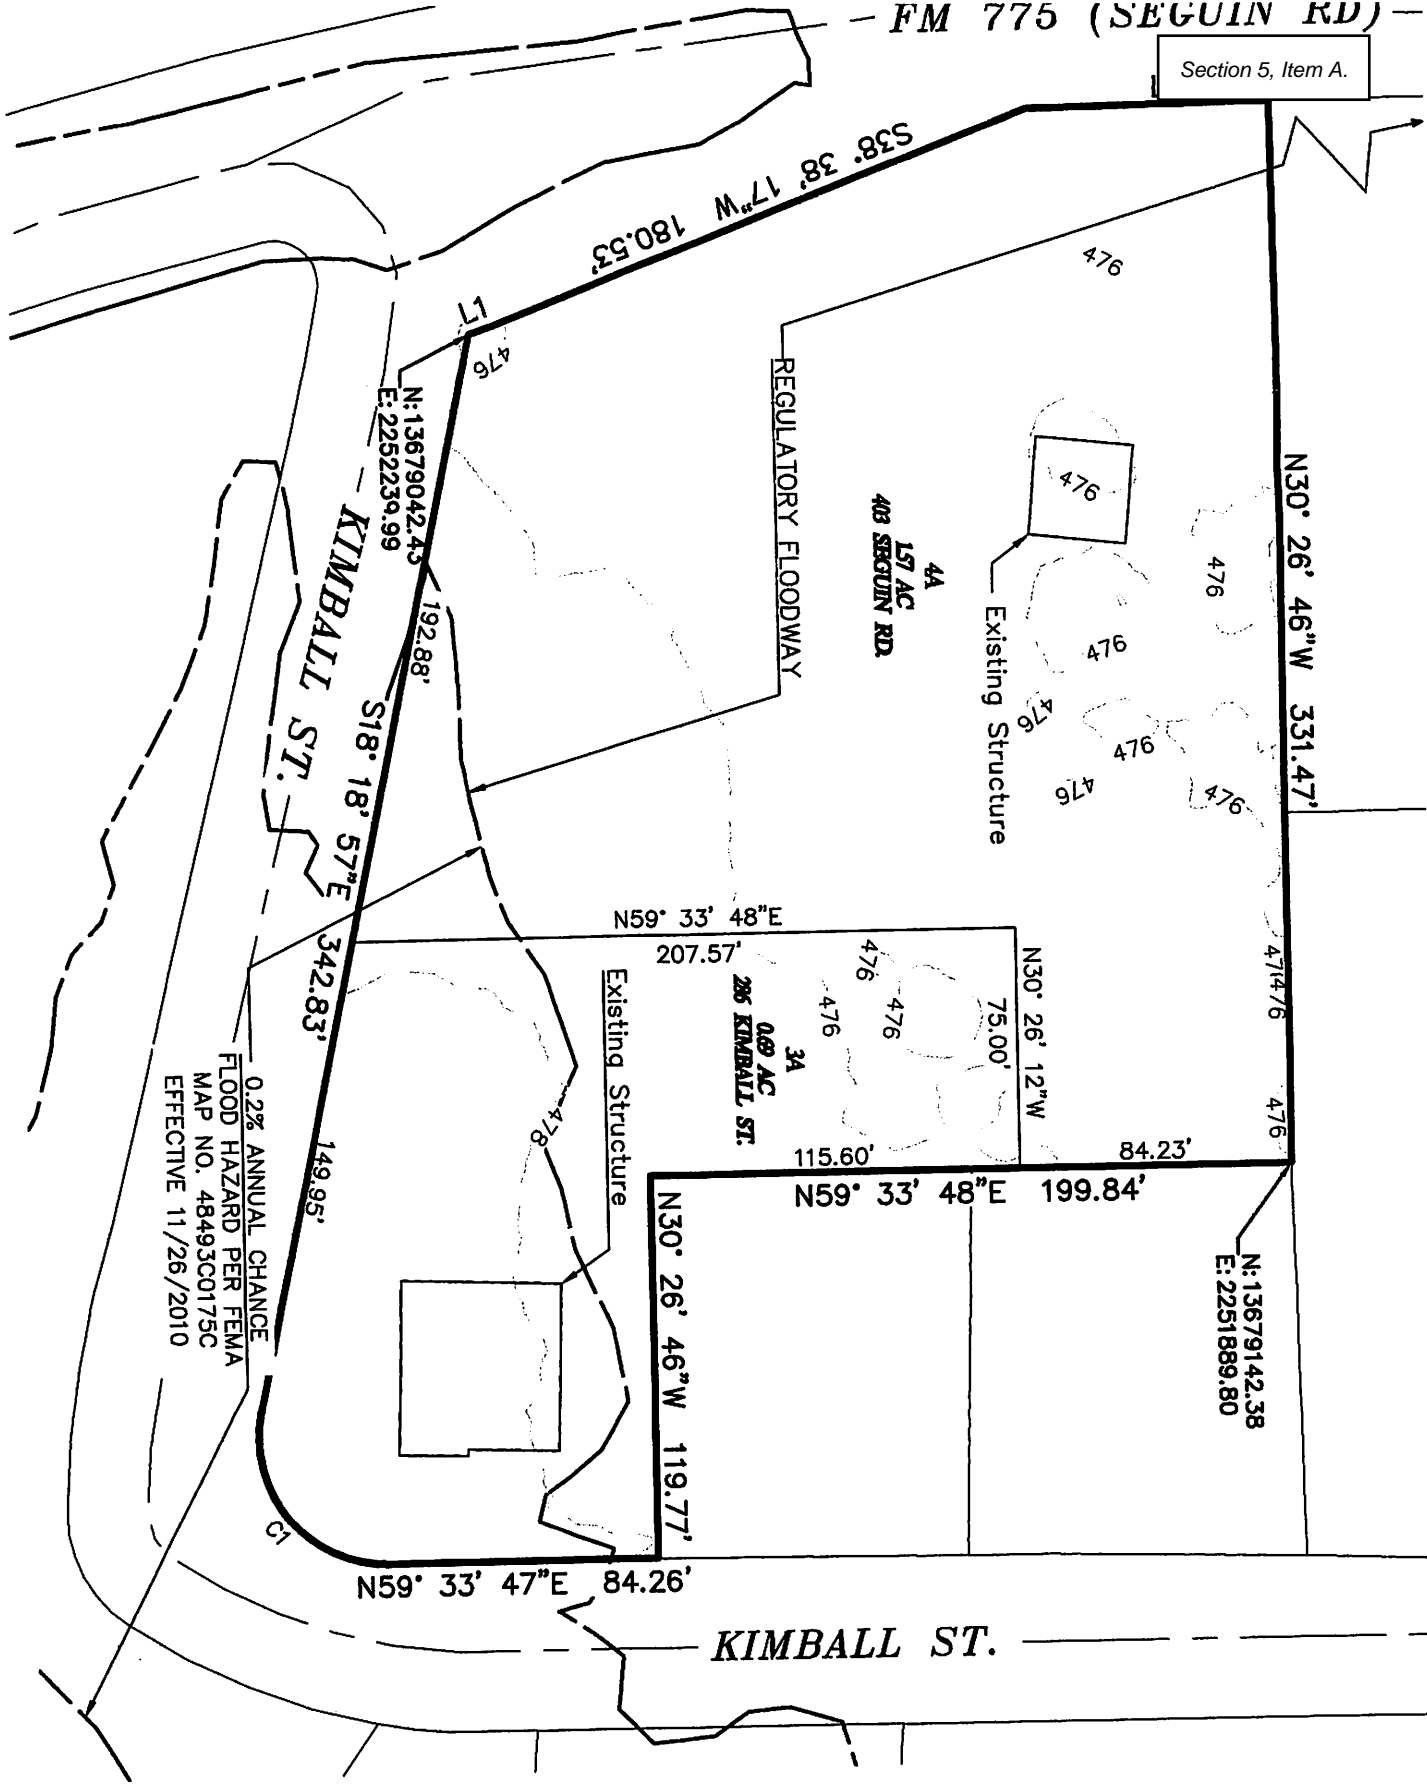 FM 775 (SEGUIN RD)
Section 5, Item A.
S38° 38' 17"W 180.53'
L1
476
476
N:13679042.43
E: 2252239.99
REGULATORY FLOODWAY
476
4A
1.57 AC
403 SEGUIN RD.
Existing Structure
N30° 26' 46"W 331.47'
476
476
476
476
476
476
KIMBALL ST.
192.88'
S18° 18' 57"E 342.83'
N59° 33' 48"E
207.57'
476
476
476
3A
0.69 AC
286 KIMBALL ST.
N30° 26' 12"W
75.00'
476
476
Existing Structure
478
149.95'
115.60'
84.23'
N59° 33' 48"E 199.84'
0.2% ANNUAL CHANCE
FLOOD HAZARD PER FEMA
MAP NO. 48493C0175C
EFFECTIVE 11/26/2010
N30° 26' 46"W 119.77'
N:13679142.38
E: 2251889.80
C1
N59° 33' 47"E 84.26'
KIMBALL ST.